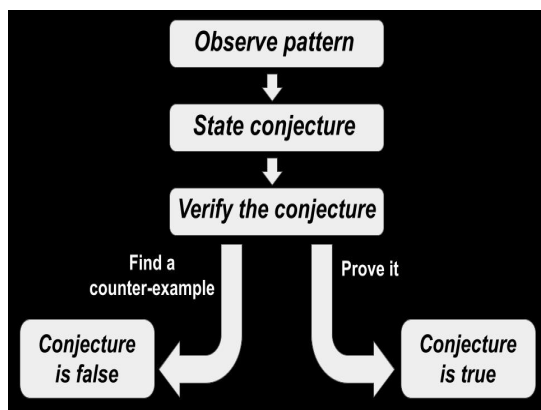 Observe pattern
State conjecture
Verify the conjecture
Find a
counter-example
Prove it
Conjecture
is false
Conjecture
is true